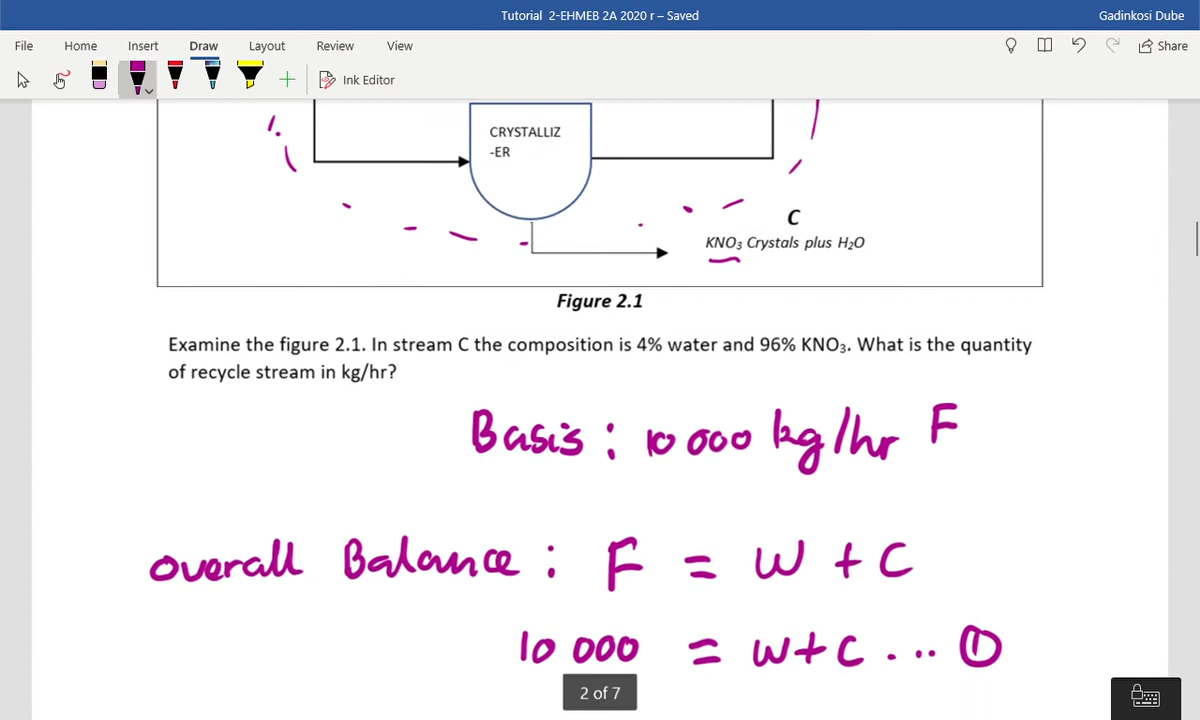 Tutorial 2-EHMEB 2A 2020 r – Saved
Gadinkosi Dube
File Home Insert Draw Layout Review View
Share
Ink Editor
CRYSTALLIZ
-ER
C
KNO₃ Crystals plus H₂O
Figure 2.1
Examine the figure 2.1. In stream C the composition is 4% water and 96% KNO₃. What is the quantity
of recycle stream in kg/hr?
Basis : 10 000 kg/hr F
overall Balance : F = W + C
10 000 = W+C ... ①
2 of 7